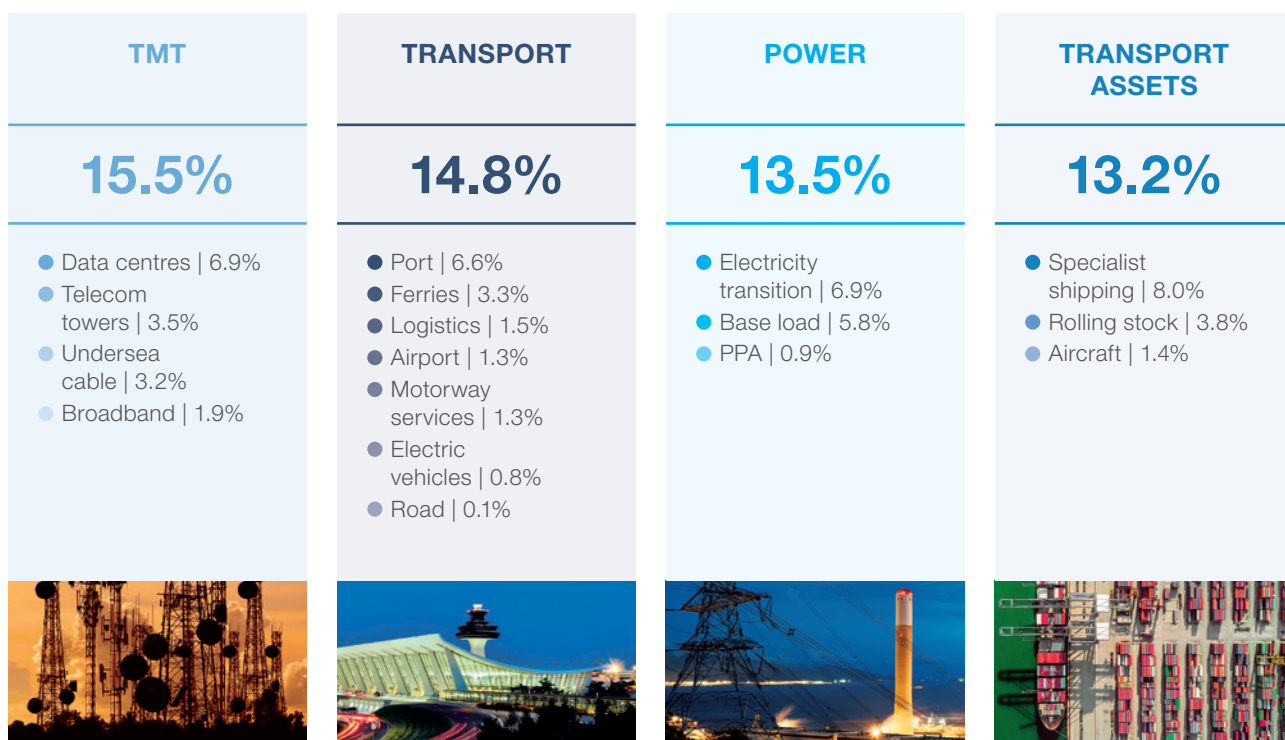 TMT
15.5%
Data centres | 6.9%
Telecom
towers | 3.5%
Undersea
cable | 3.2%
Broadband | 1.9%
TRANSPORT
14.8%
Port | 6.6%
Ferries | 3.3%
Logistics | 1.5%
Airport | 1.3%
Motorway
services | 1.3%
Electric
vehicles | 0.8%
Road | 0.1%
POWER
13.5%
Electricity
transition | 6.9%
Base load | 5.8%
PPA | 0.9%
TRANSPORT
ASSETS
13.2%
Specialist
shipping | 8.0%
Rolling stock | 3.8%
Aircraft | 1.4%